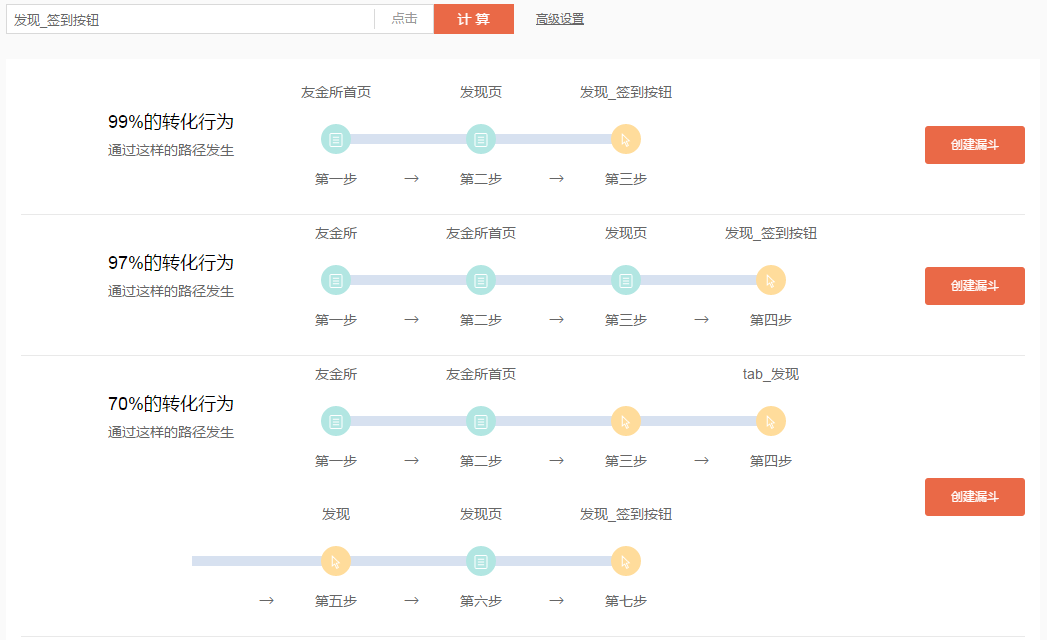 发现_签到按钮 点击 计 算 高级设置
友金所首页 发现页 发现_签到按钮
99%的转化行为
通过这样的路径发生
创建漏斗
第一步 → 第二步 → 第三步
友金所 友金所首页 发现页 发现_签到按钮
97%的转化行为
通过这样的路径发生
创建漏斗
第一步 → 第二步 → 第三步 → 第四步
友金所 友金所首页 tab_发现
70%的转化行为
通过这样的路径发生
第一步 → 第二步 → 第三步 → 第四步
创建漏斗
发现 发现页 发现_签到按钮
→ 第五步 → 第六步 → 第七步